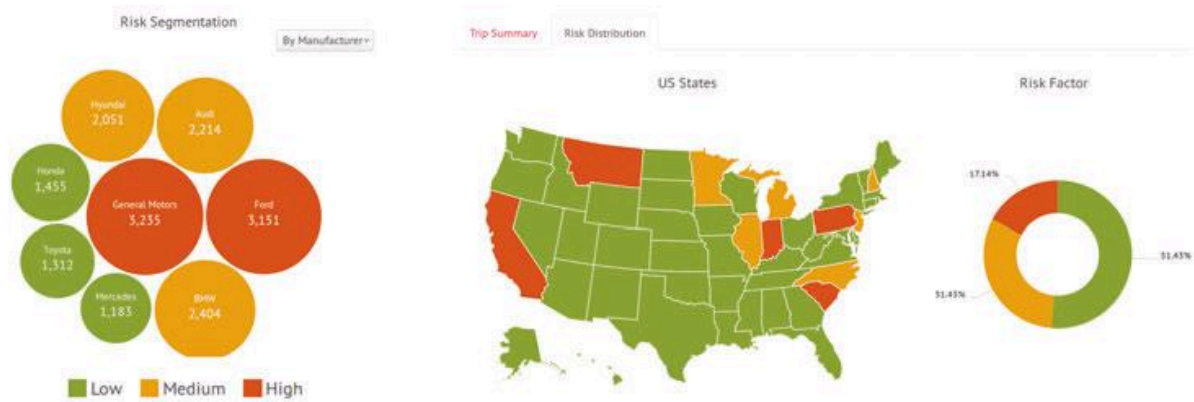 Risk Segmentation
By Manufacturer
Hyundai
2,051
Audi
2,214
Honda
1,455
General Motors
3,235
Ford
3,151
Toyota
1,312
Mercedes
1,183
BMW
2,404
Low Medium High
Trip Summary Risk Distribution
US States
Risk Factor
17.14%
51.43%
31.43%